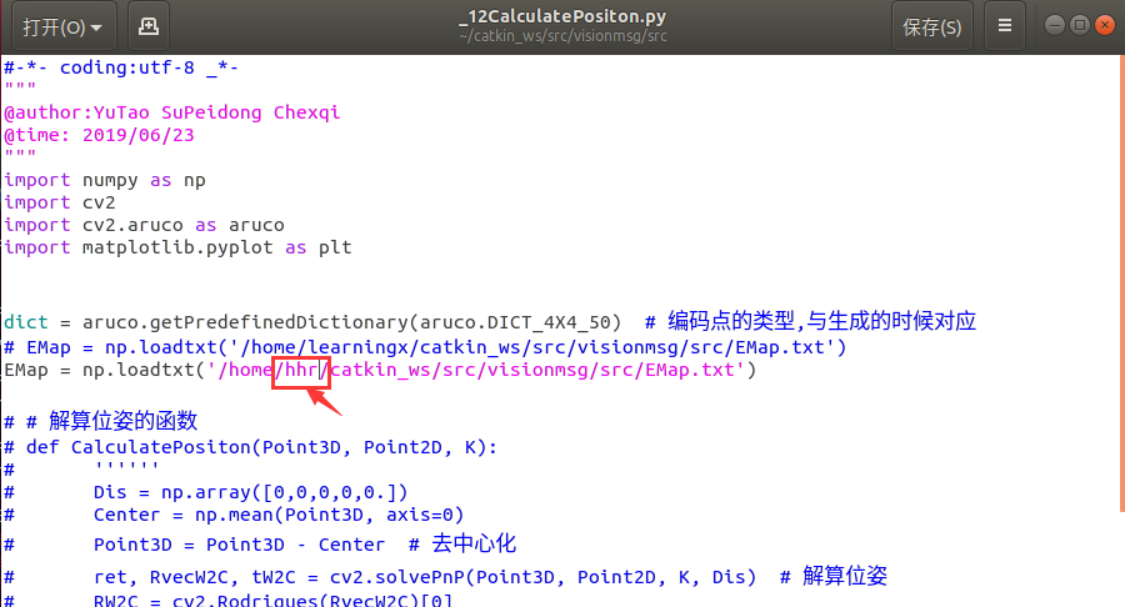 打开(O)
_12CalculatePositon.py
~/catkin_ws/src/visionmsg/src
保存(S)
#-*- coding:utf-8 _*-
"""
@author:YuTao SuPeidong Chexqi
@time: 2019/06/23
"""
import numpy as np
import cv2
import cv2.aruco as aruco
import matplotlib.pyplot as plt
dict = aruco.getPredefinedDictionary(aruco.DICT_4X4_50)  # 编码点的类型,与生成的时候对应
# EMap = np.loadtxt('/home/learningx/catkin_ws/src/visionmsg/src/EMap.txt')
EMap = np.loadtxt('/home/hhr/catkin_ws/src/visionmsg/src/EMap.txt')
# # 解算位姿的函数
# def CalculatePositon(Point3D, Point2D, K):
#       ''''''
#       Dis = np.array([0,0,0,0,0.])
#       Center = np.mean(Point3D, axis=0)
#       Point3D = Point3D - Center  # 去中心化
#       ret, RvecW2C, tW2C = cv2.solvePnP(Point3D, Point2D, K, Dis)  # 解算位姿
#       RW2C = cv2.Rodrigues(RvecW2C)[0]